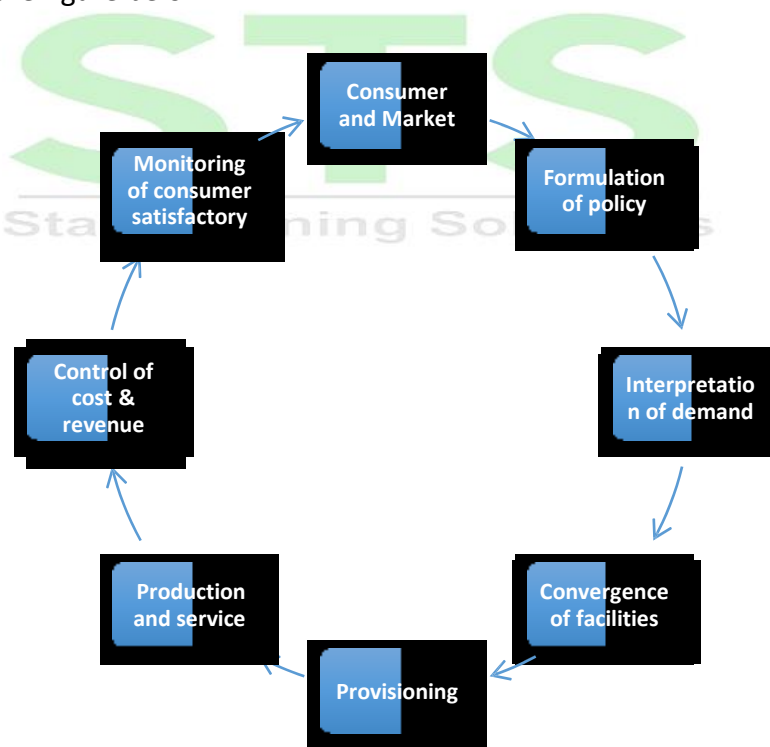 STS
Consumer
and Market
Formulation
of policy
Interpretatio
n of demand
Convergence
of facilities
Provisioning
Production
and service
Control of
cost &
revenue
Monitoring
of consumer
satisfactory